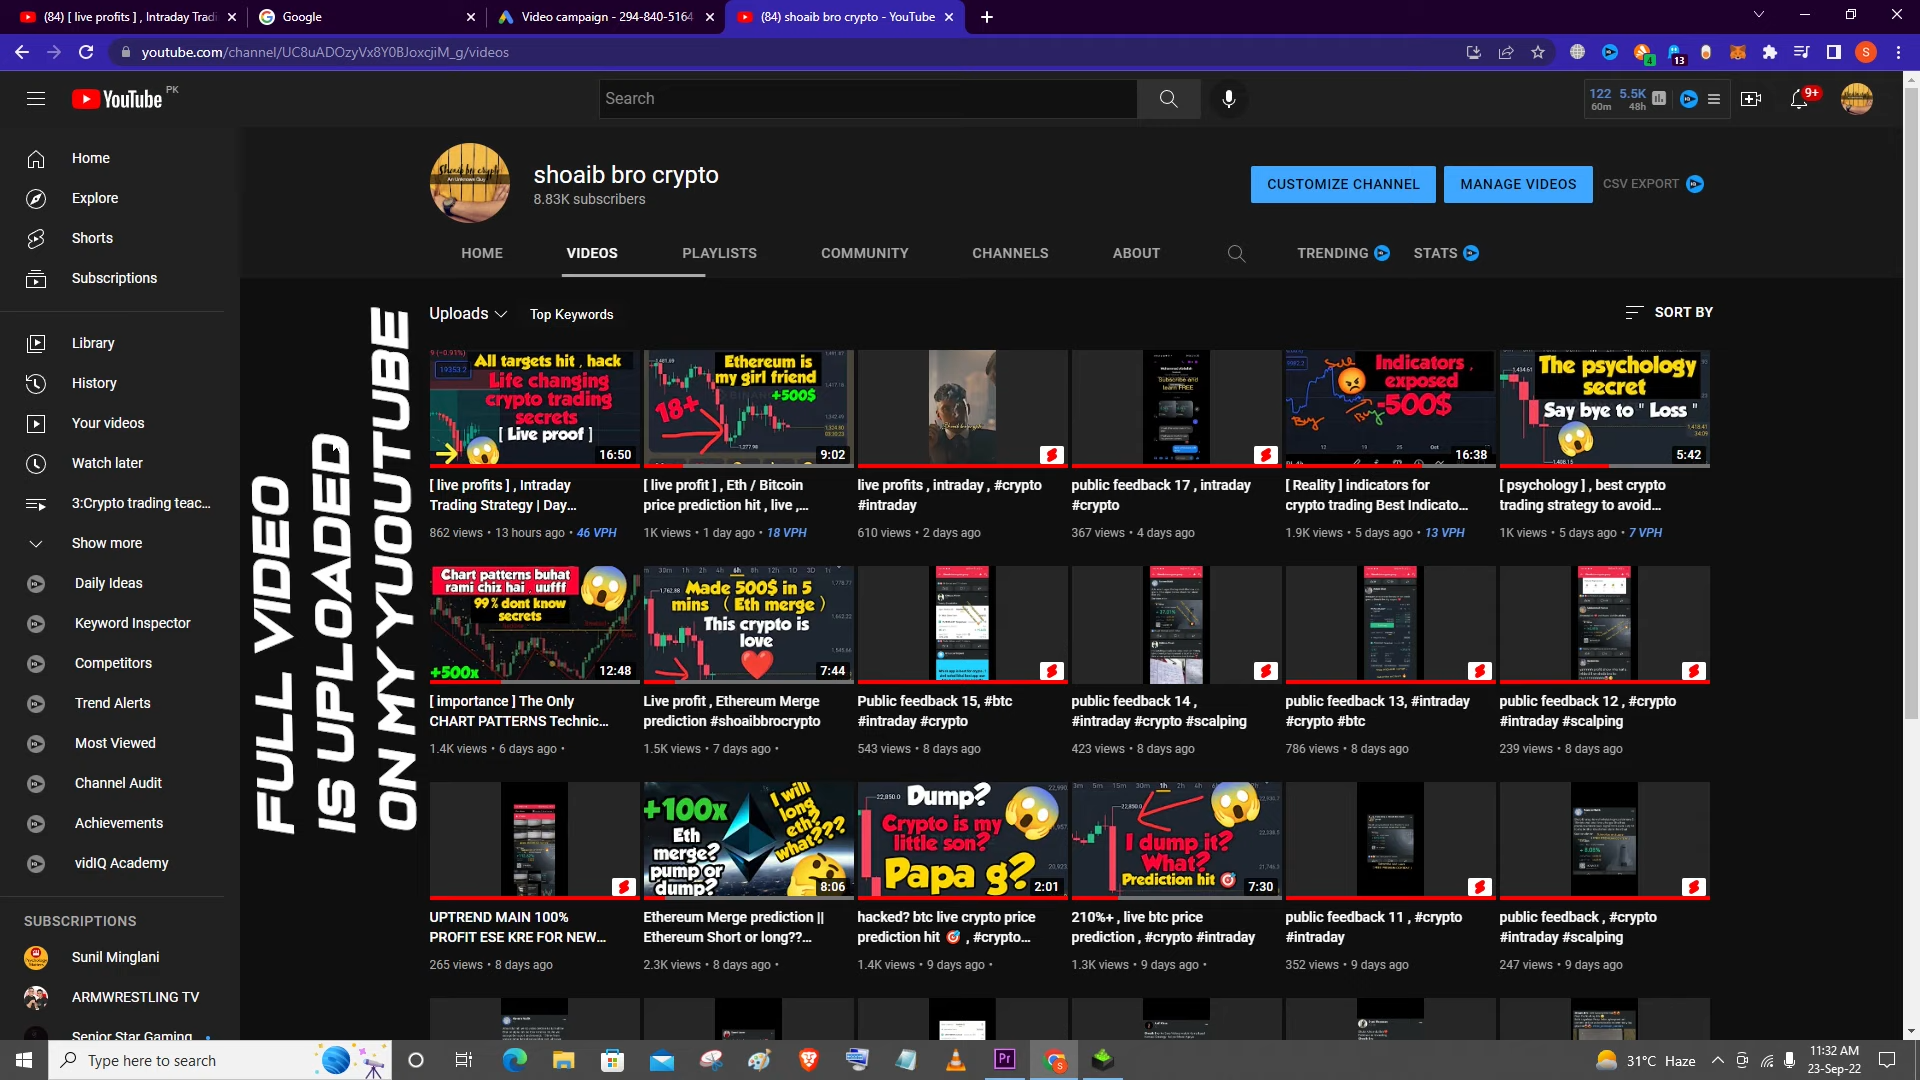 (84) [ live profits ] , Intraday Tradi
Google
Video campaign - 294-840-5164
(84) shoaib bro crypto - YouTube
youtube.com/channel/UC8uADOzyVx8Y0BJoxcjiM_g/videos
4
13
S
YouTube PK
Search
122 5.5K
60m 48h
9+
Home
Explore
Shorts
Subscriptions
Library
History
Your videos
Watch later
3:Crypto trading teac...
Show more
Daily Ideas
Keyword Inspector
Competitors
Trend Alerts
Most Viewed
Channel Audit
Achievements
vidIQ Academy
SUBSCRIPTIONS
Sunil Minglani
ARMWRESTLING TV
Senior Star Gaming
shoaib bro crypto
8.83K subscribers
CUSTOMIZE CHANNEL
MANAGE VIDEOS
CSV EXPORT
HOME
VIDEOS
PLAYLISTS
COMMUNITY
CHANNELS
ABOUT
TRENDING
STATS
FULL VIDEO
IS UPLOADED
ON MY YUOUTUBE
Uploads
Top Keywords
SORT BY
All targets hit , hack
Life changing
crypto trading
secrets
[ Live proof ]
16:50
[ live profits ] , Intraday
Trading Strategy | Day...
862 views • 13 hours ago • 46 VPH
Ethereum is
my girl friend
+500$
18+
9:02
[ live profit ] , Eth / Bitcoin
price prediction hit , live ,...
1K views • 1 day ago • 18 VPH
live profits , intraday , #crypto
#intraday
610 views • 2 days ago
Subscribe and
learn FREE
public feedback 17 , intraday
#crypto
367 views • 4 days ago
Indicators ,
exposed
-500$
16:38
[ Reality ] indicators for
crypto trading Best Indicato...
1.9K views • 5 days ago • 13 VPH
The psychology
secret
Say bye to " Loss "
5:42
[ psychology ] , best crypto
trading strategy to avoid...
1K views • 5 days ago • 7 VPH
Chart patterns buhat
rami chiz hai , uufff
99 % dont know
secrets
+500x
12:48
[ importance ] The Only
CHART PATTERNS Technic...
1.4K views • 6 days ago •
Made 500$ in 5
mins ( Eth merge )
This crypto is
love
7:44
Live profit , Ethereum Merge
prediction #shoaibbrocrypto
1.5K views • 7 days ago •
Public feedback 15, #btc
#intraday #crypto
543 views • 8 days ago
public feedback 14 ,
#intraday #crypto #scalping
423 views • 8 days ago
public feedback 13, #intraday
#crypto #btc
786 views • 8 days ago
public feedback 12 , #crypto
#intraday #scalping
239 views • 8 days ago
UPTREND MAIN 100%
PROFIT ESE KRE FOR NEW...
265 views • 8 days ago
+100x
Eth
merge?
pump or
dump?
I will
long
eth?
what???
8:06
Ethereum Merge prediction ||
Ethereum Short or long??...
2.3K views • 8 days ago •
Dump?
Crypto is my
little son?
Papa g?
2:01
hacked? btc live crypto price
prediction hit 🎯 , #crypto...
1.4K views • 9 days ago •
I dump it?
What?
Prediction hit 🎯
7:30
210%+ , live btc price
prediction , #crypto #intraday
1.3K views • 9 days ago •
public feedback 11 , #crypto
#intraday
352 views • 9 days ago
public feedback , #crypto
#intraday #scalping
247 views • 9 days ago
Type here to search
Pr
31°C Haze
11:32 AM
23-Sep-22